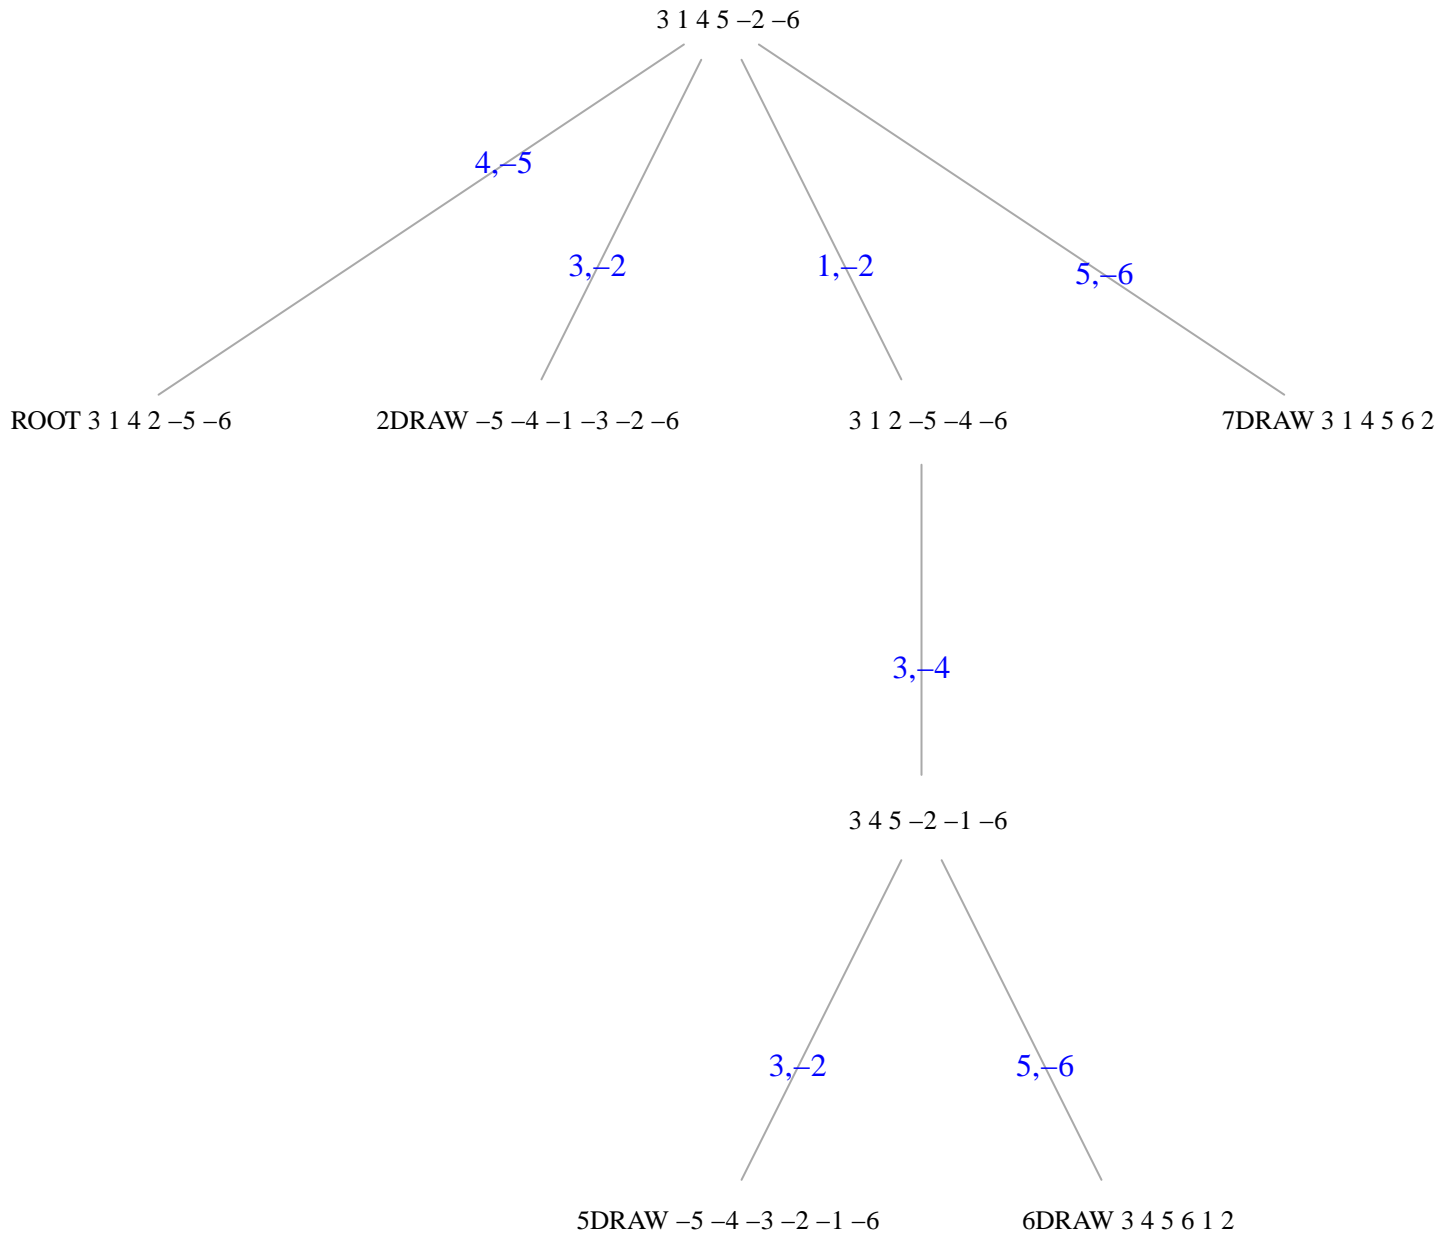 3 1 4 5 –2 –6
4,–5
3,–2
1,–2
5,–6
ROOT 3 1 4 2 –5 –6
2DRAW –5 –4 –1 –3 –2 –6
3 1 2 –5 –4 –6
7DRAW 3 1 4 5 6 2
3,–4
3 4 5 –2 –1 –6
3,–2
5,–6
5DRAW –5 –4 –3 –2 –1 –6
6DRAW 3 4 5 6 1 2